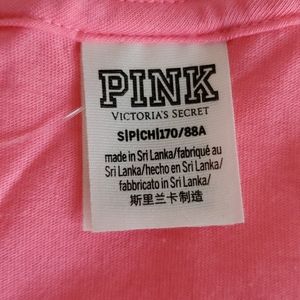 PINK
VICTORIA'S SECRET
S|P|CH|170/88A
made in Sri Lanka/fabriqué au
Sri Lanka/hecho en Sri Lanka/
fabbricato in Sri Lanka/
斯里兰卡制造